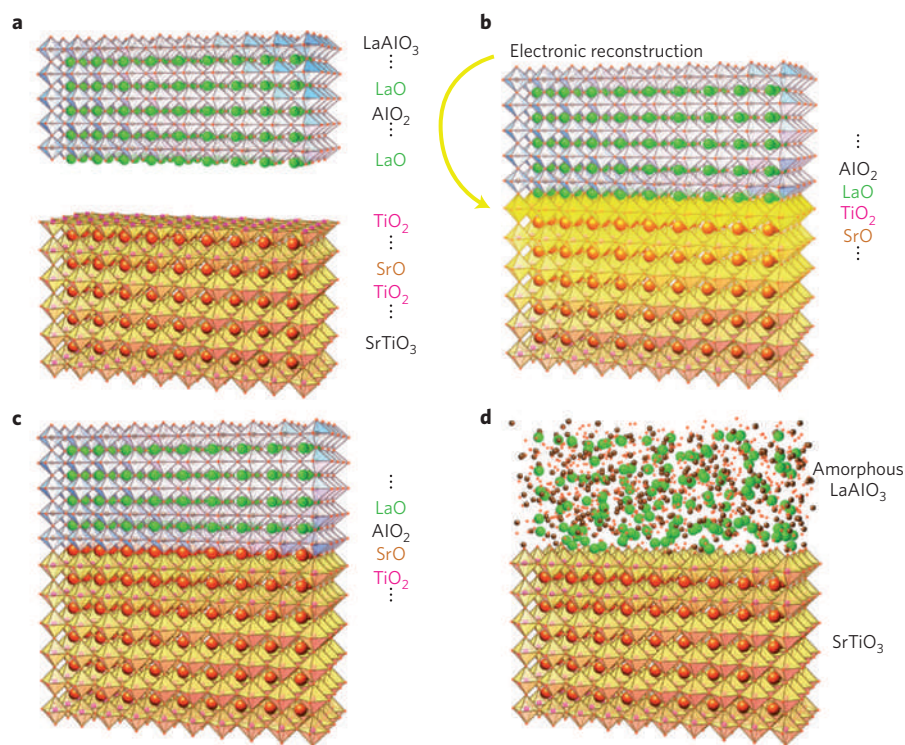 a
LaAlO3
⋮
LaO
AlO2
⋮
LaO
TiO2
⋮
SrO
TiO2
⋮
SrTiO3
b
Electronic reconstruction
⋮
AlO2
LaO
TiO2
SrO
⋮
c
⋮
LaO
AlO2
SrO
TiO2
⋮
d
Amorphous
LaAlO3
SrTiO3